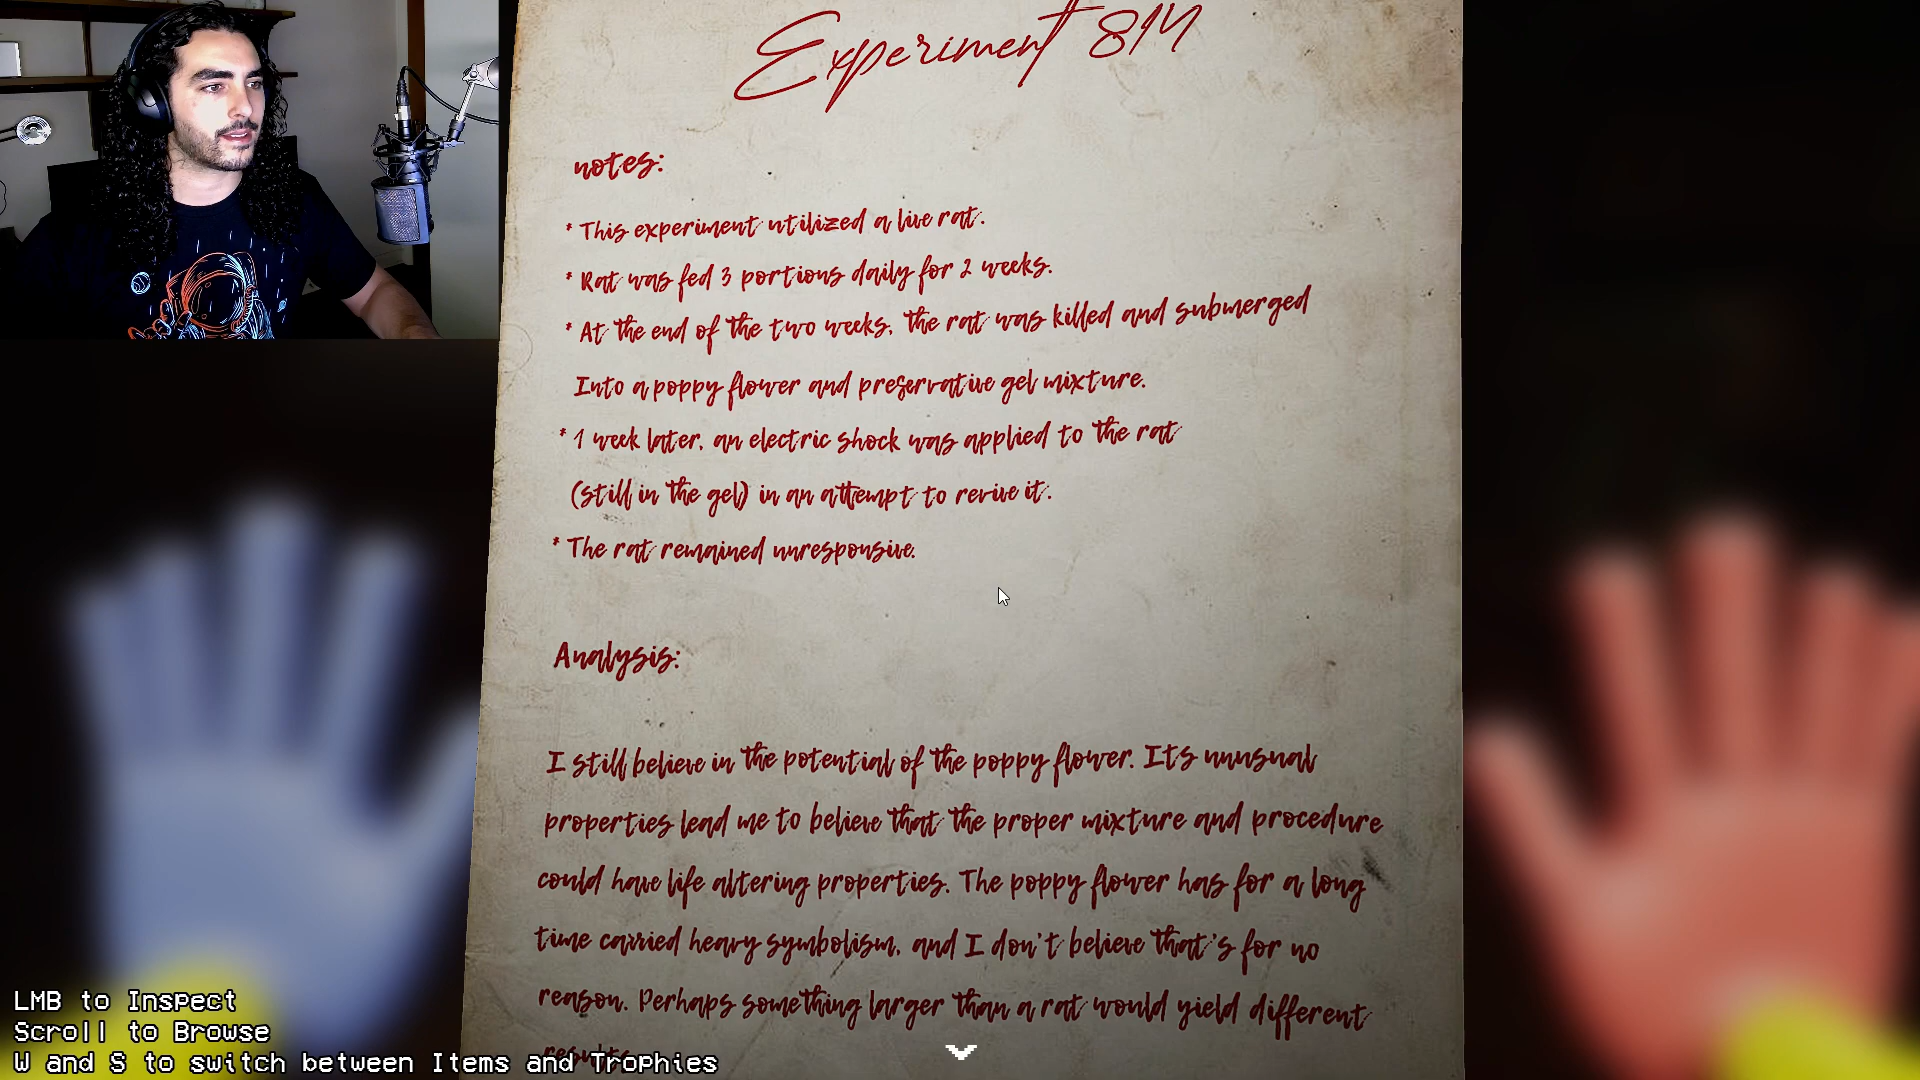 Experiment 814
notes:
* This experiment utilized a live rat.
* Rat was fed 3 portions daily for 2 weeks.
* At the end of the two weeks, the rat was killed and submerged
Into a poppy flower and preservative gel mixture.
* 1 week later, an electric shock was applied to the rat
(still in the gel) in an attempt to revive it.
* The rat remained unresponsive.
Analysis:
I still believe in the potential of the poppy flower. Its unusual
properties lead me to believe that the proper mixture and procedure
could have life altering properties. The poppy flower has for a long
time carried heavy symbolism, and I don't believe that's for no
reason. Perhaps something larger than a rat would yield different
results.
LMB to Inspect
Scroll to Browse
W and S to switch between Items and Trophies